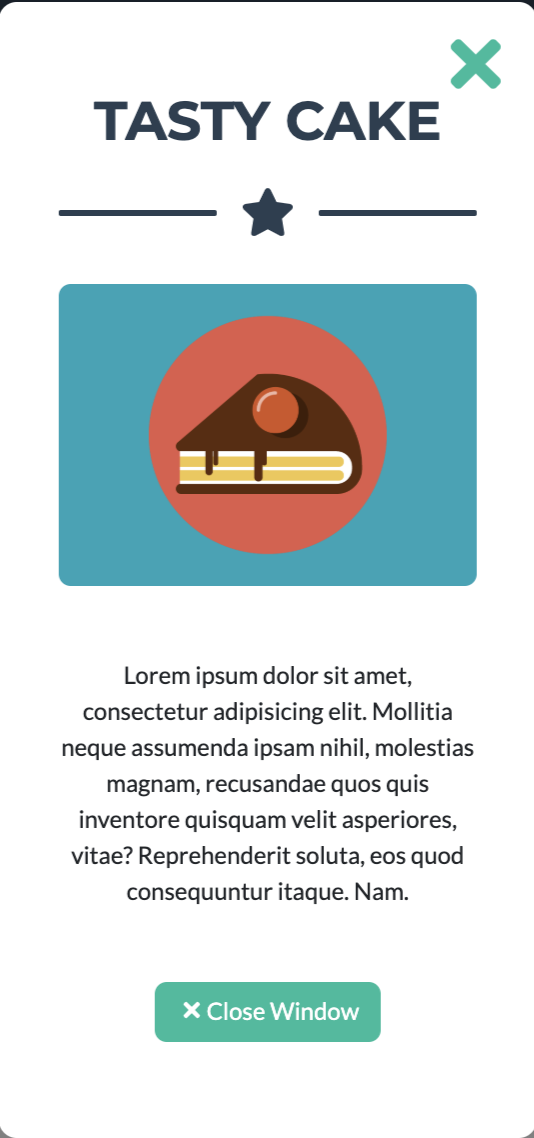 TASTY CAKE
Lorem ipsum dolor sit amet,
consectetur adipisicing elit. Mollitia
neque assumenda ipsam nihil, molestias
magnam, recusandae quos quis
inventore quisquam velit asperiores,
vitae? Reprehenderit soluta, eos quod
consequuntur itaque. Nam.
Close Window